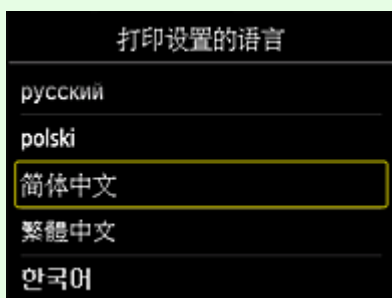 打印设置的语言
русский
polski
简体中文
繁體中文
한국어